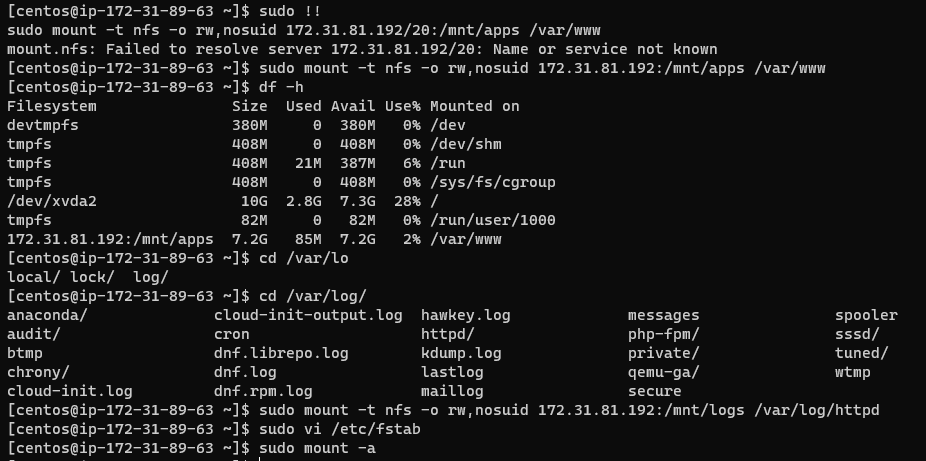 [centos@ip-172-31-89-63 ~]$ sudo !!
sudo mount -t nfs -o rw,nosuid 172.31.81.192/20:/mnt/apps /var/www
mount.nfs: Failed to resolve server 172.31.81.192/20: Name or service not known
[centos@ip-172-31-89-63 ~]$ sudo mount -t nfs -o rw,nosuid 172.31.81.192:/mnt/apps /var/www
[centos@ip-172-31-89-63 ~]$ df -h
Filesystem                Size  Used Avail Use% Mounted on
devtmpfs                  380M     0  380M   0% /dev
tmpfs                     408M     0  408M   0% /dev/shm
tmpfs                     408M   21M  387M   6% /run
tmpfs                     408M     0  408M   0% /sys/fs/cgroup
/dev/xvda2                 10G  2.8G  7.3G  28% /
tmpfs                      82M     0   82M   0% /run/user/1000
172.31.81.192:/mnt/apps  7.2G   85M  7.2G   2% /var/www
[centos@ip-172-31-89-63 ~]$ cd /var/lo
local/ lock/  log/
[centos@ip-172-31-89-63 ~]$ cd /var/log/
anaconda/              cloud-init-output.log  hawkey.log             messages               spooler
audit/                 cron                   httpd/                 php-fpm/               sssd/
btmp                   dnf.librepo.log        kdump.log              private/               tuned/
chrony/                dnf.log                lastlog                qemu-ga/               wtmp
cloud-init.log         dnf.rpm.log            maillog                secure
[centos@ip-172-31-89-63 ~]$ sudo mount -t nfs -o rw,nosuid 172.31.81.192:/mnt/logs /var/log/httpd
[centos@ip-172-31-89-63 ~]$ sudo vi /etc/fstab
[centos@ip-172-31-89-63 ~]$ sudo mount -a